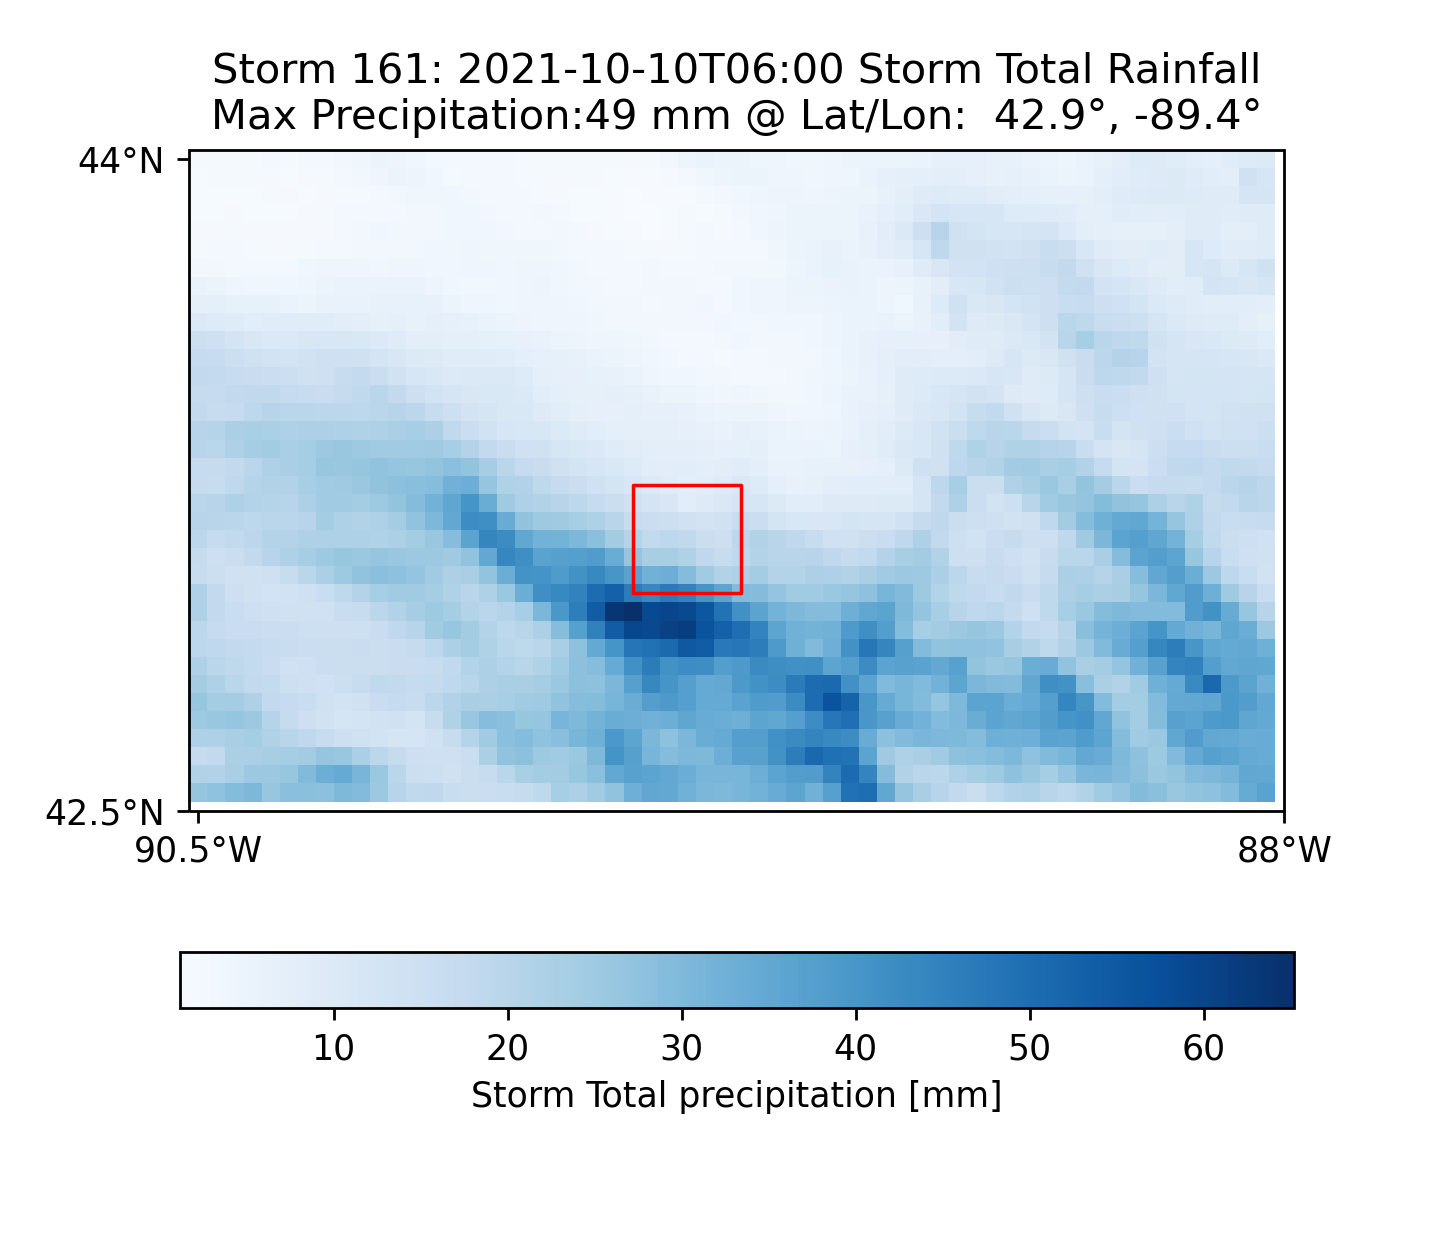 Storm 161: 2021-10-10T06:00 Storm Total Rainfall
Max Precipitation:49 mm @ Lat/Lon:  42.9°, -89.4°
44°N
42.5°N
90.5°W 88°W
10 20 30 40 50 60
Storm Total precipitation [mm]